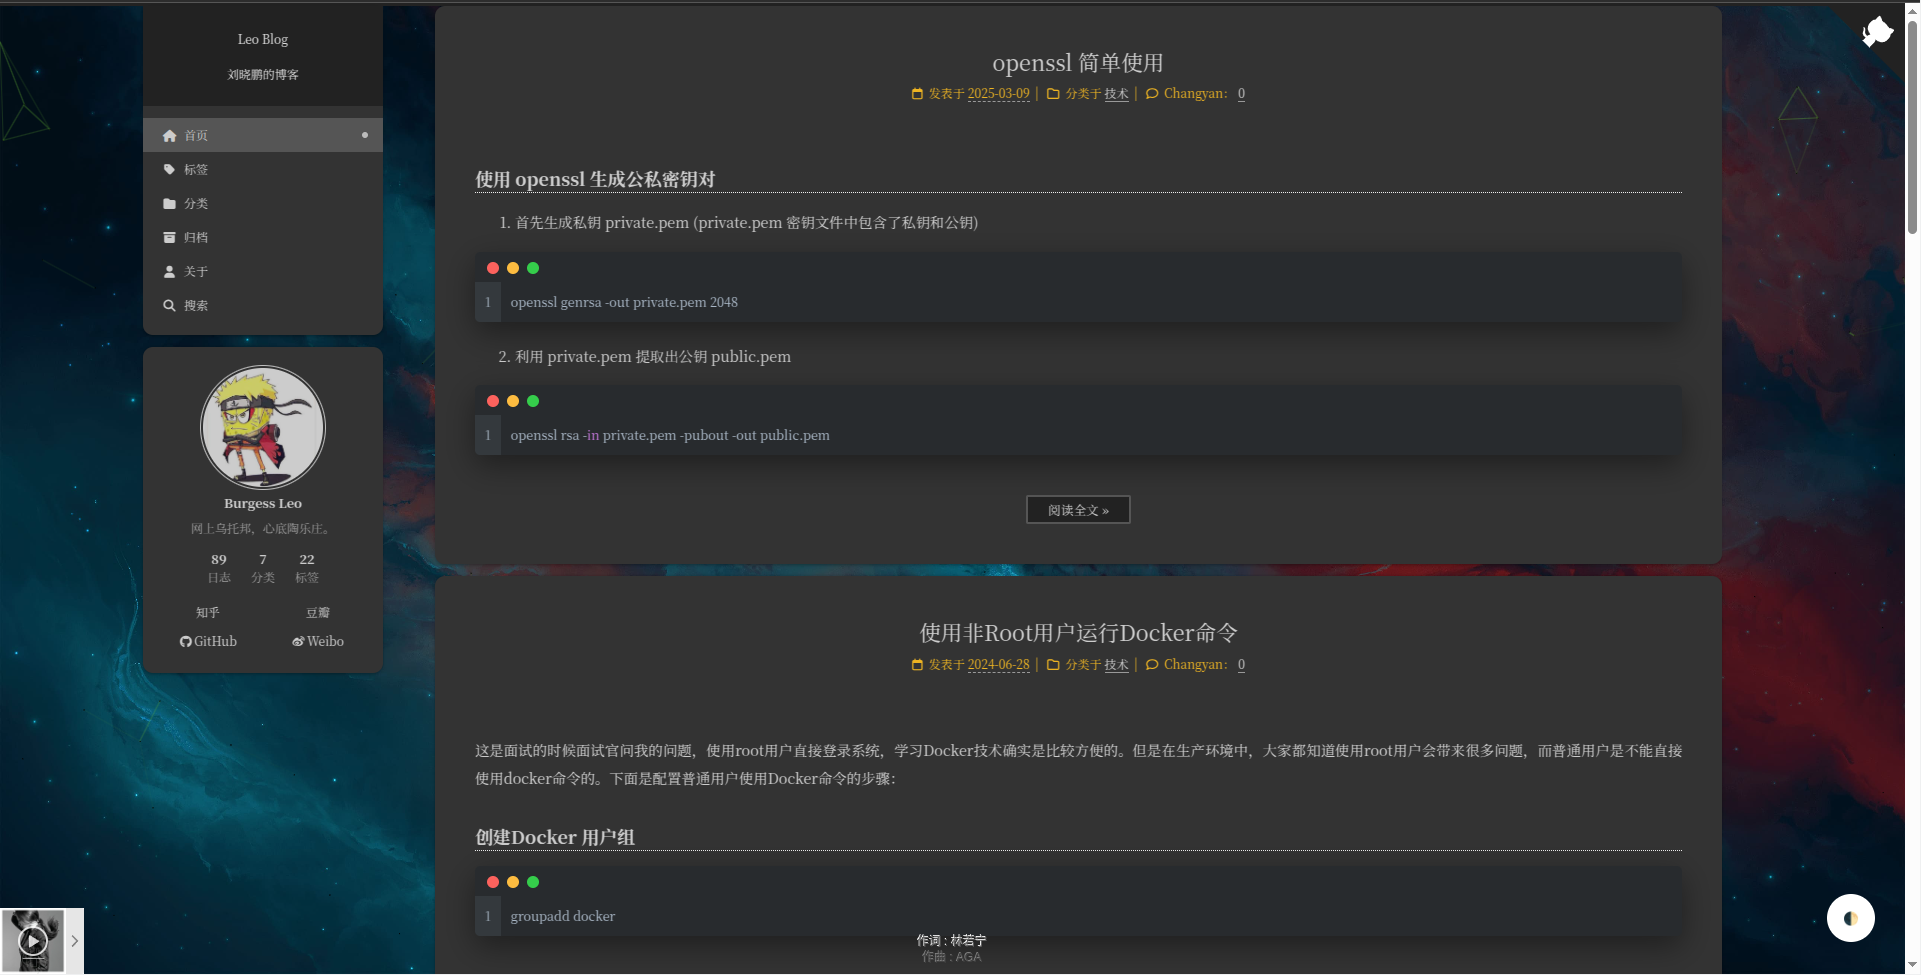 Leo Blog
刘晓鹏的博客
首页
标签
分类
归档
关于
搜索
Burgess Leo
网上乌托邦，心底陶乐庄。
89 7 22
日志 分类 标签
知乎 豆瓣
GitHub Weibo
openssl 简单使用
发表于 2025-03-09 | 分类于 技术 | Changyan： 0
使用 openssl 生成公私密钥对
1. 首先生成私钥 private.pem (private.pem 密钥文件中包含了私钥和公钥)
1 openssl genrsa -out private.pem 2048
2. 利用 private.pem 提取出公钥 public.pem
1 openssl rsa -in private.pem -pubout -out public.pem
阅读全文 »
使用非Root用户运行Docker命令
发表于 2024-06-28 | 分类于 技术 | Changyan： 0
这是面试的时候面试官问我的问题，使用root用户直接登录系统，学习Docker技术确实是比较方便的。但是在生产环境中，大家都知道使用root用户会带来很多问题，而普通用户是不能直接
使用docker命令的。下面是配置普通用户使用Docker命令的步骤：
创建Docker 用户组
1 groupadd docker
作词 : 林若宁
作曲 : AGA